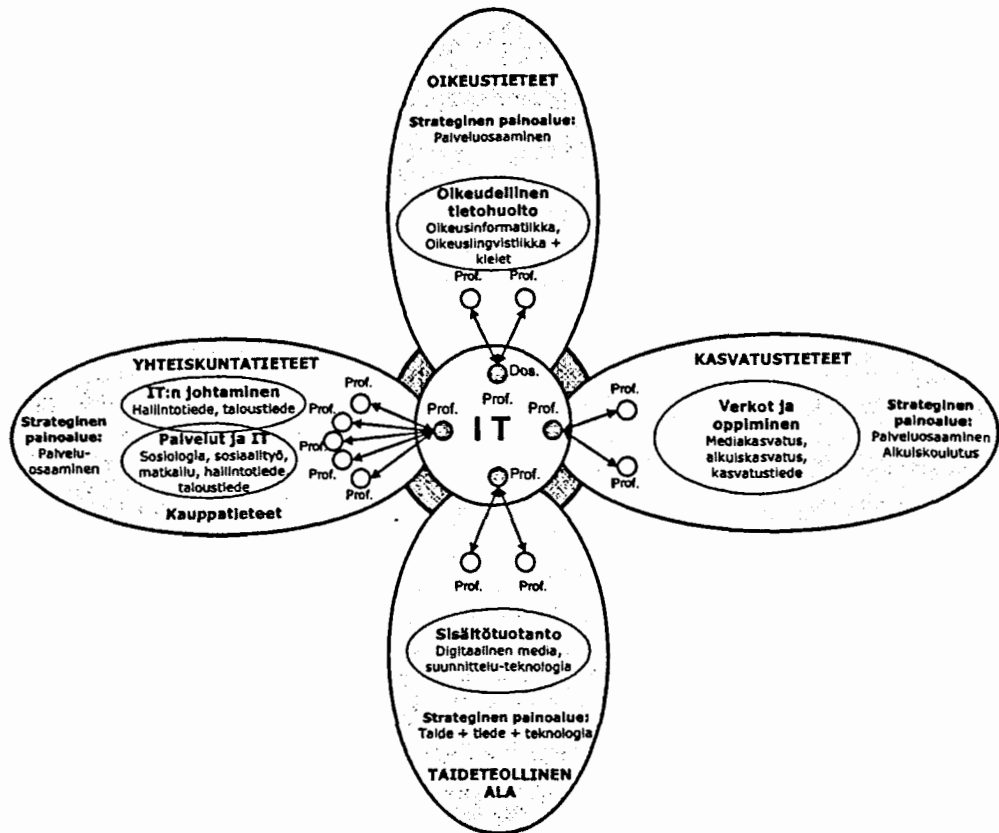 OIKEUSTIETEET
Strateginen painoalue:
Palveluosaaminen
Oikeudellinen
tietohuolto
Oikeusinformatiikka,
Oikeuslingvistiikka +
kielet
Prof.
Prof.
YHTEISKUNTATIETEET
IT:n johtaminen
Hallintotiede, taloustiede
Strateginen
painoalue:
Palvelu-
osaaminen
Palvelut ja IT
Sosiologia, sosiaalityö,
matkailu, hallintotiede,
taloustiede
Kauppatieteet
Prof.
Prof.
Prof.
Prof.
Prof.
Dos.
Prof.
Prof.
Prof.
IT
Prof.
KASVATUSTIETEET
Prof.
Prof.
Verkot ja
oppiminen
Mediakasvatus,
aikuiskasvatus,
kasvatustiede
Strateginen
painoalue:
Palveluosaaminen
Aikuiskoulutus
Prof.
Prof.
Sisältötuotanto
Digitaalinen media,
suunnittelu-teknologia
Strateginen painoalue:
Taide + tiede + teknologia
TAIDETEOLLINEN
ALA